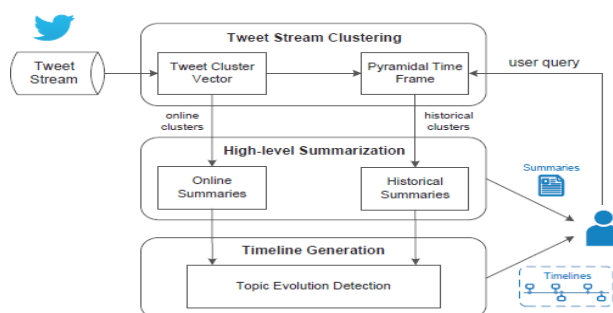 Tweet Stream Clustering
Tweet
Stream
Tweet Cluster
Vector
Pyramidal Time
Frame
user query
online
clusters
historical
clusters
High-level Summarization
Online
Summaries
Historical
Summaries
Summaries
Timeline Generation
Topic Evolution Detection
Timelines